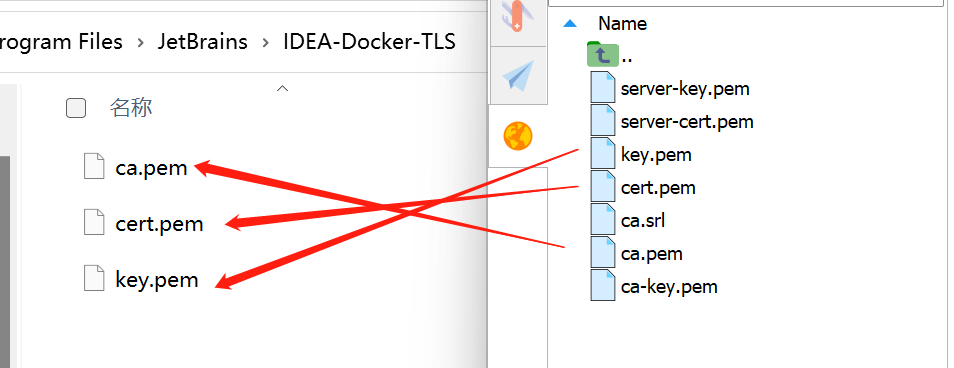 rogram Files > JetBrains > IDEA-Docker-TLS
名称
ca.pem
cert.pem
key.pem
Name
..
server-key.pem
server-cert.pem
key.pem
cert.pem
ca.srl
ca.pem
ca-key.pem